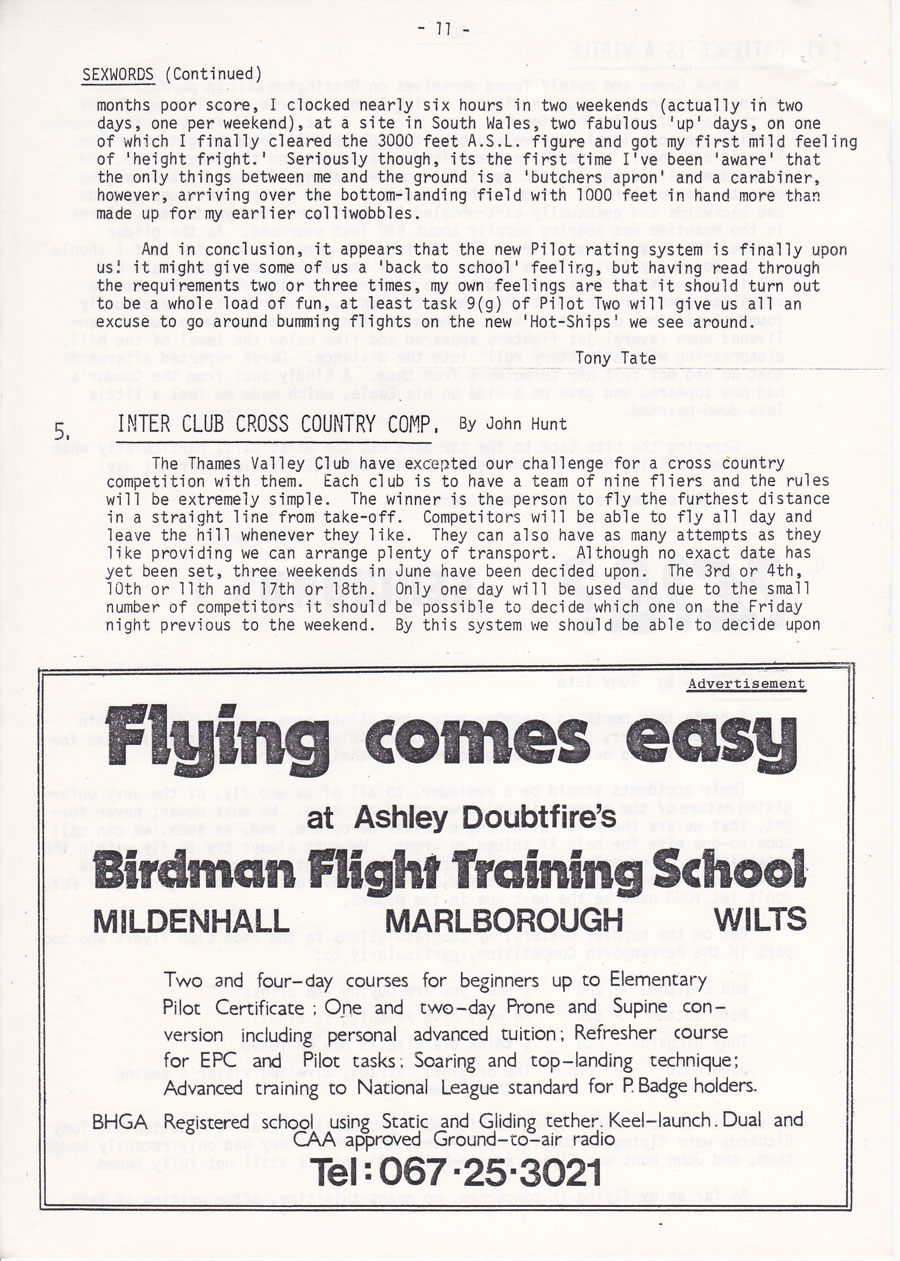 - 11 -
SEXWORDS (Continued)
months poor score, I clocked nearly six hours in two weekends (actually in two
days, one per weekend), at a site in South Wales, two fabulous 'up' days, on one
of which I finally cleared the 3000 feet A.S.L. figure and got my first mild feeling
of 'height fright.' Seriously though, its the first time I've been 'aware' that
the only things between me and the ground is a 'butchers apron' and a carabiner,
however, arriving over the bottom-landing field with 1000 feet in hand more than
made up for my earlier colliwobbles.
And in conclusion, it appears that the new Pilot rating system is finally upon
us! it might give some of us a 'back to school' feeling, but having read through
the requirements two or three times, my own feelings are that it should turn out
to be a whole load of fun, at least task 9(g) of Pilot Two will give us all an
excuse to go around bumming flights on the new 'Hot-Ships' we see around.
Tony Tate
5. INTER CLUB CROSS COUNTRY COMP. By John Hunt
The Thames Valley Club have excepted our challenge for a cross country
competition with them. Each club is to have a team of nine fliers and the rules
will be extremely simple. The winner is the person to fly the furthest distance
in a straight line from take-off. Competitors will be able to fly all day and
leave the hill whenever they like. They can also have as many attempts as they
like providing we can arrange plenty of transport. Although no exact date has
yet been set, three weekends in June have been decided upon. The 3rd or 4th,
10th or 11th and 17th or 18th. Only one day will be used and due to the small
number of competitors it should be possible to decide which one on the Friday
night previous to the weekend. By this system we should be able to decide upon
Advertisement
Flying comes easy
at Ashley Doubtfire's
Birdman Flight Training School
MILDENHALL MARLBOROUGH WILTS
Two and four-day courses for beginners up to Elementary
Pilot Certificate ; One and two-day Prone and Supine con-
version including personal advanced tuition; Refresher course
for EPC and Pilot tasks; Soaring and top-landing technique;
Advanced training to National League standard for P. Badge holders.
BHGA Registered school using Static and Gliding tether. Keel-launch. Dual and
CAA approved Ground-to-air radio
Tel: 067·25·3021